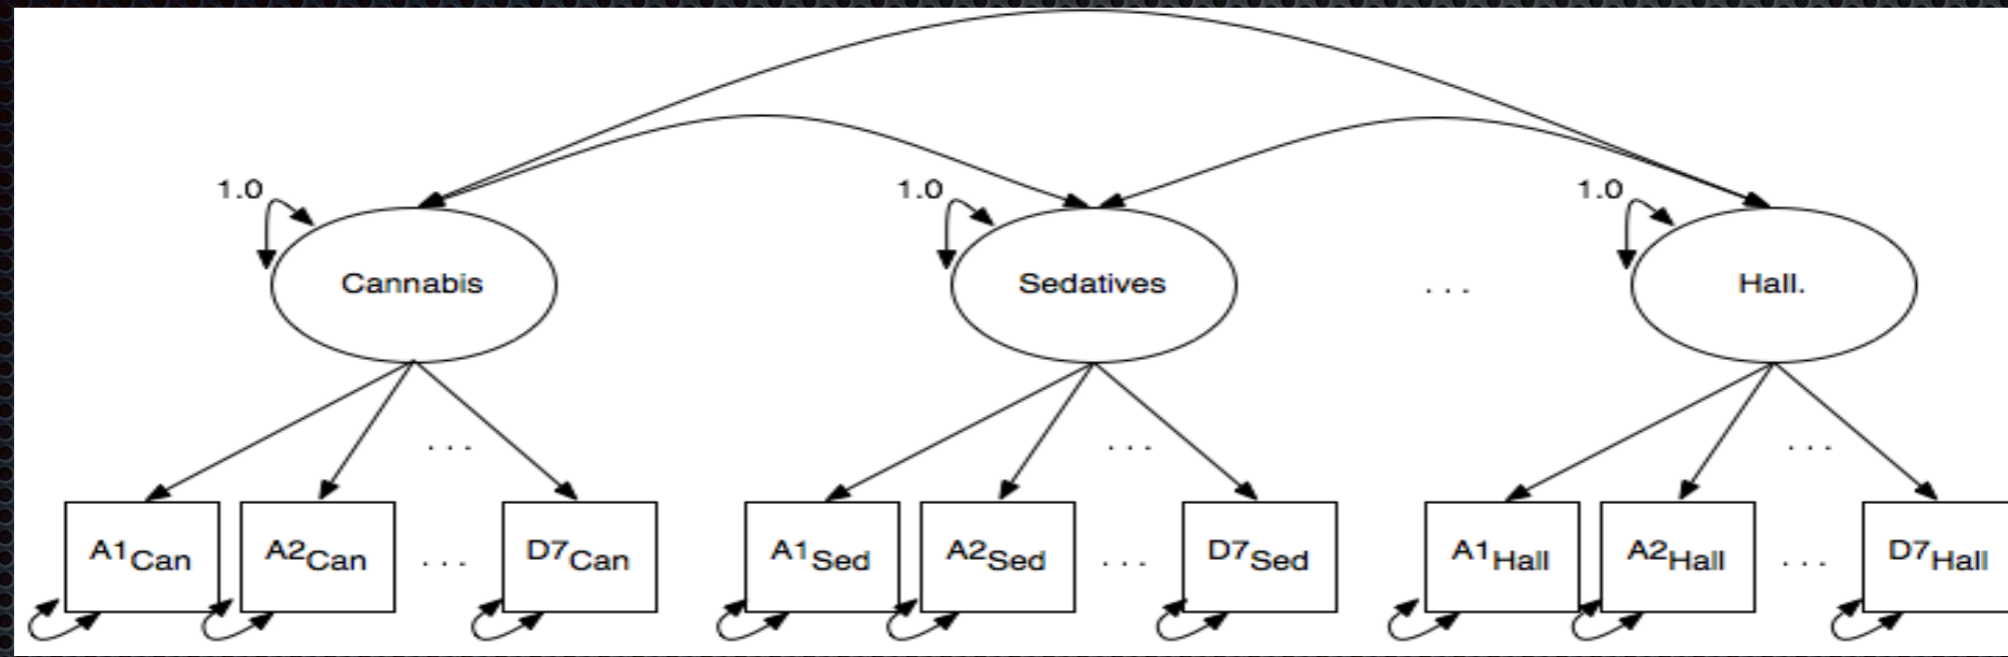 1.0 1.0 1.0
Cannabis Sedatives . . . Hall.
. . . . . . . . .
A1Can A2Can . . . D7Can A1Sed A2Sed . . . D7Sed A1Hall A2Hall . . . D7Hall